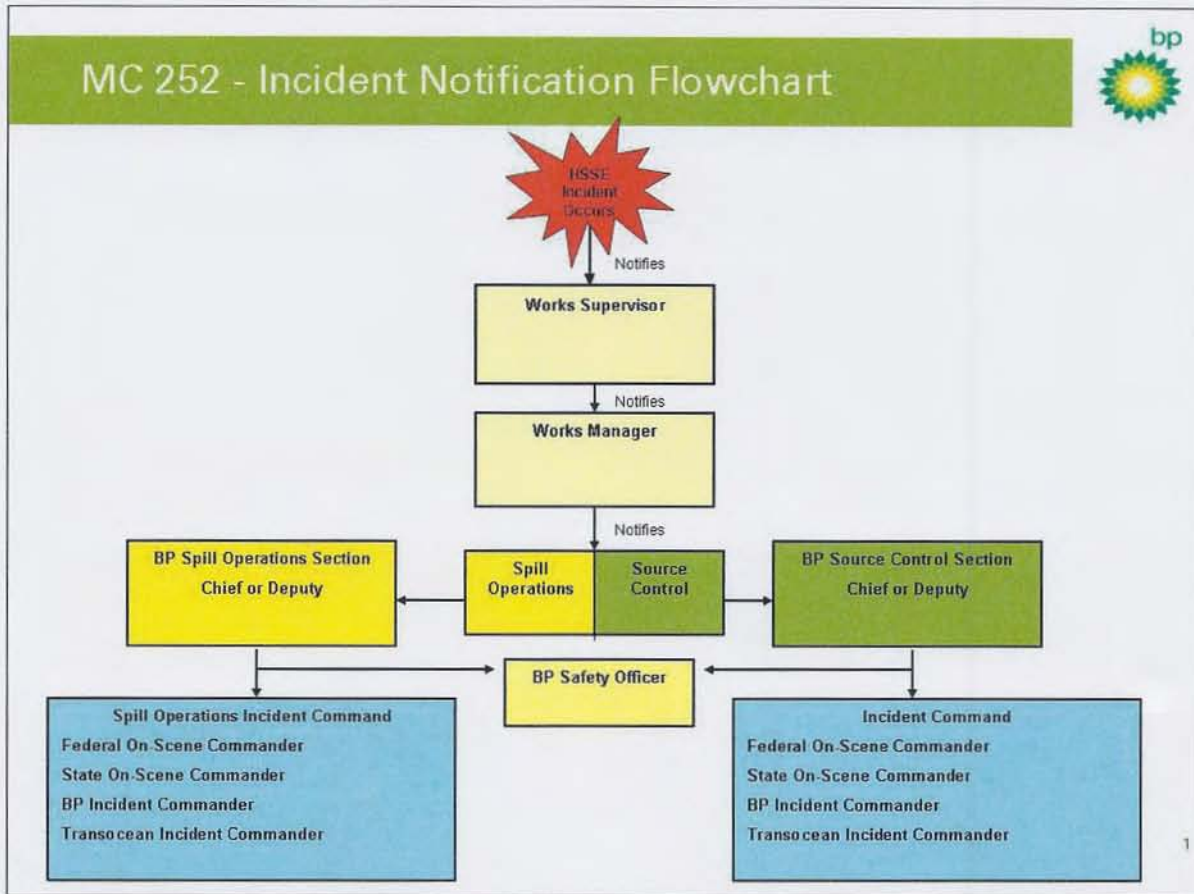 bp
MC 252 - Incident Notification Flowchart
HSSE
Incident
Occurs
Notifies
Works Supervisor
Notifies
Works Manager
Notifies
BP Spill Operations Section
Chief or Deputy
Spill
Operations
Source
Control
BP Source Control Section
Chief or Deputy
BP Safety Officer
Spill Operations Incident Command
Federal On-Scene Commander
State On-Scene Commander
BP Incident Commander
Transocean Incident Commander
Incident Command
Federal On-Scene Commander
State On-Scene Commander
BP Incident Commander
Transocean Incident Commander
1